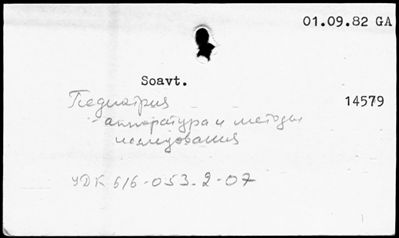 01.09.82 GA
Soavt.
Педиатрия 14579
- аппаратура и методы
исследования
УДК 616-053.2-07